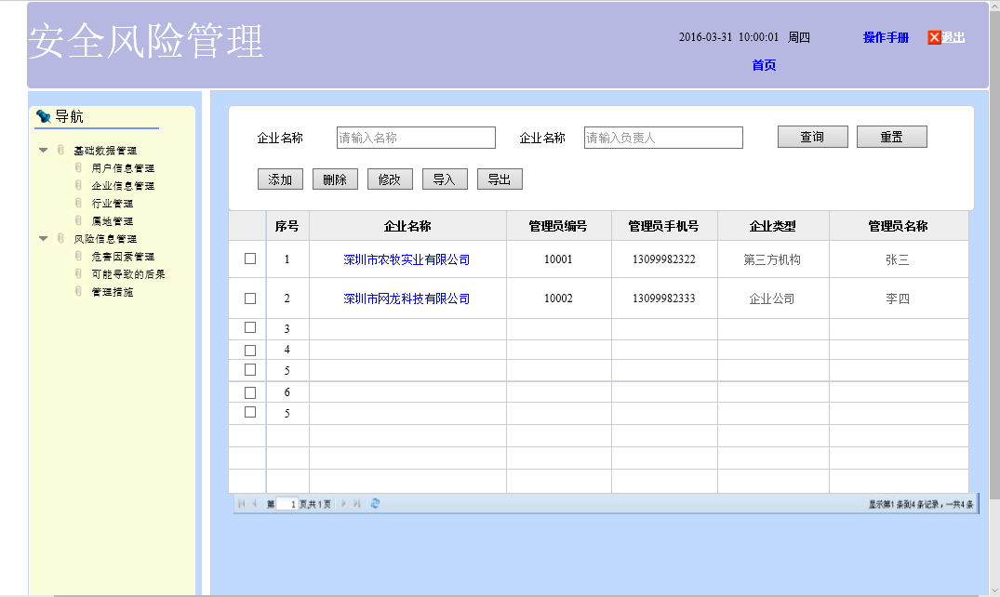 安全风险管理
2016-03-31 10:00:01 周四 操作手册 退出
首页
导航
基础数据管理
用户信息管理
企业信息管理
行业管理
属地管理
风险信息管理
危害因素管理
可能导致的后果
管理措施
企业名称 请输入名称 企业名称 请输入负责人 查询 重置
添加 删除 修改 导入 导出
序号 企业名称 管理员编号 管理员手机号 企业类型 管理员名称
1 深圳市农牧实业有限公司 10001 13099982322 第三方机构 张三
2 深圳市网龙科技有限公司 10002 13099982333 企业公司 李四
3
4
5
6
5
第 1 页,共 1 页 显示第1 条到4 条记录，一共4 条